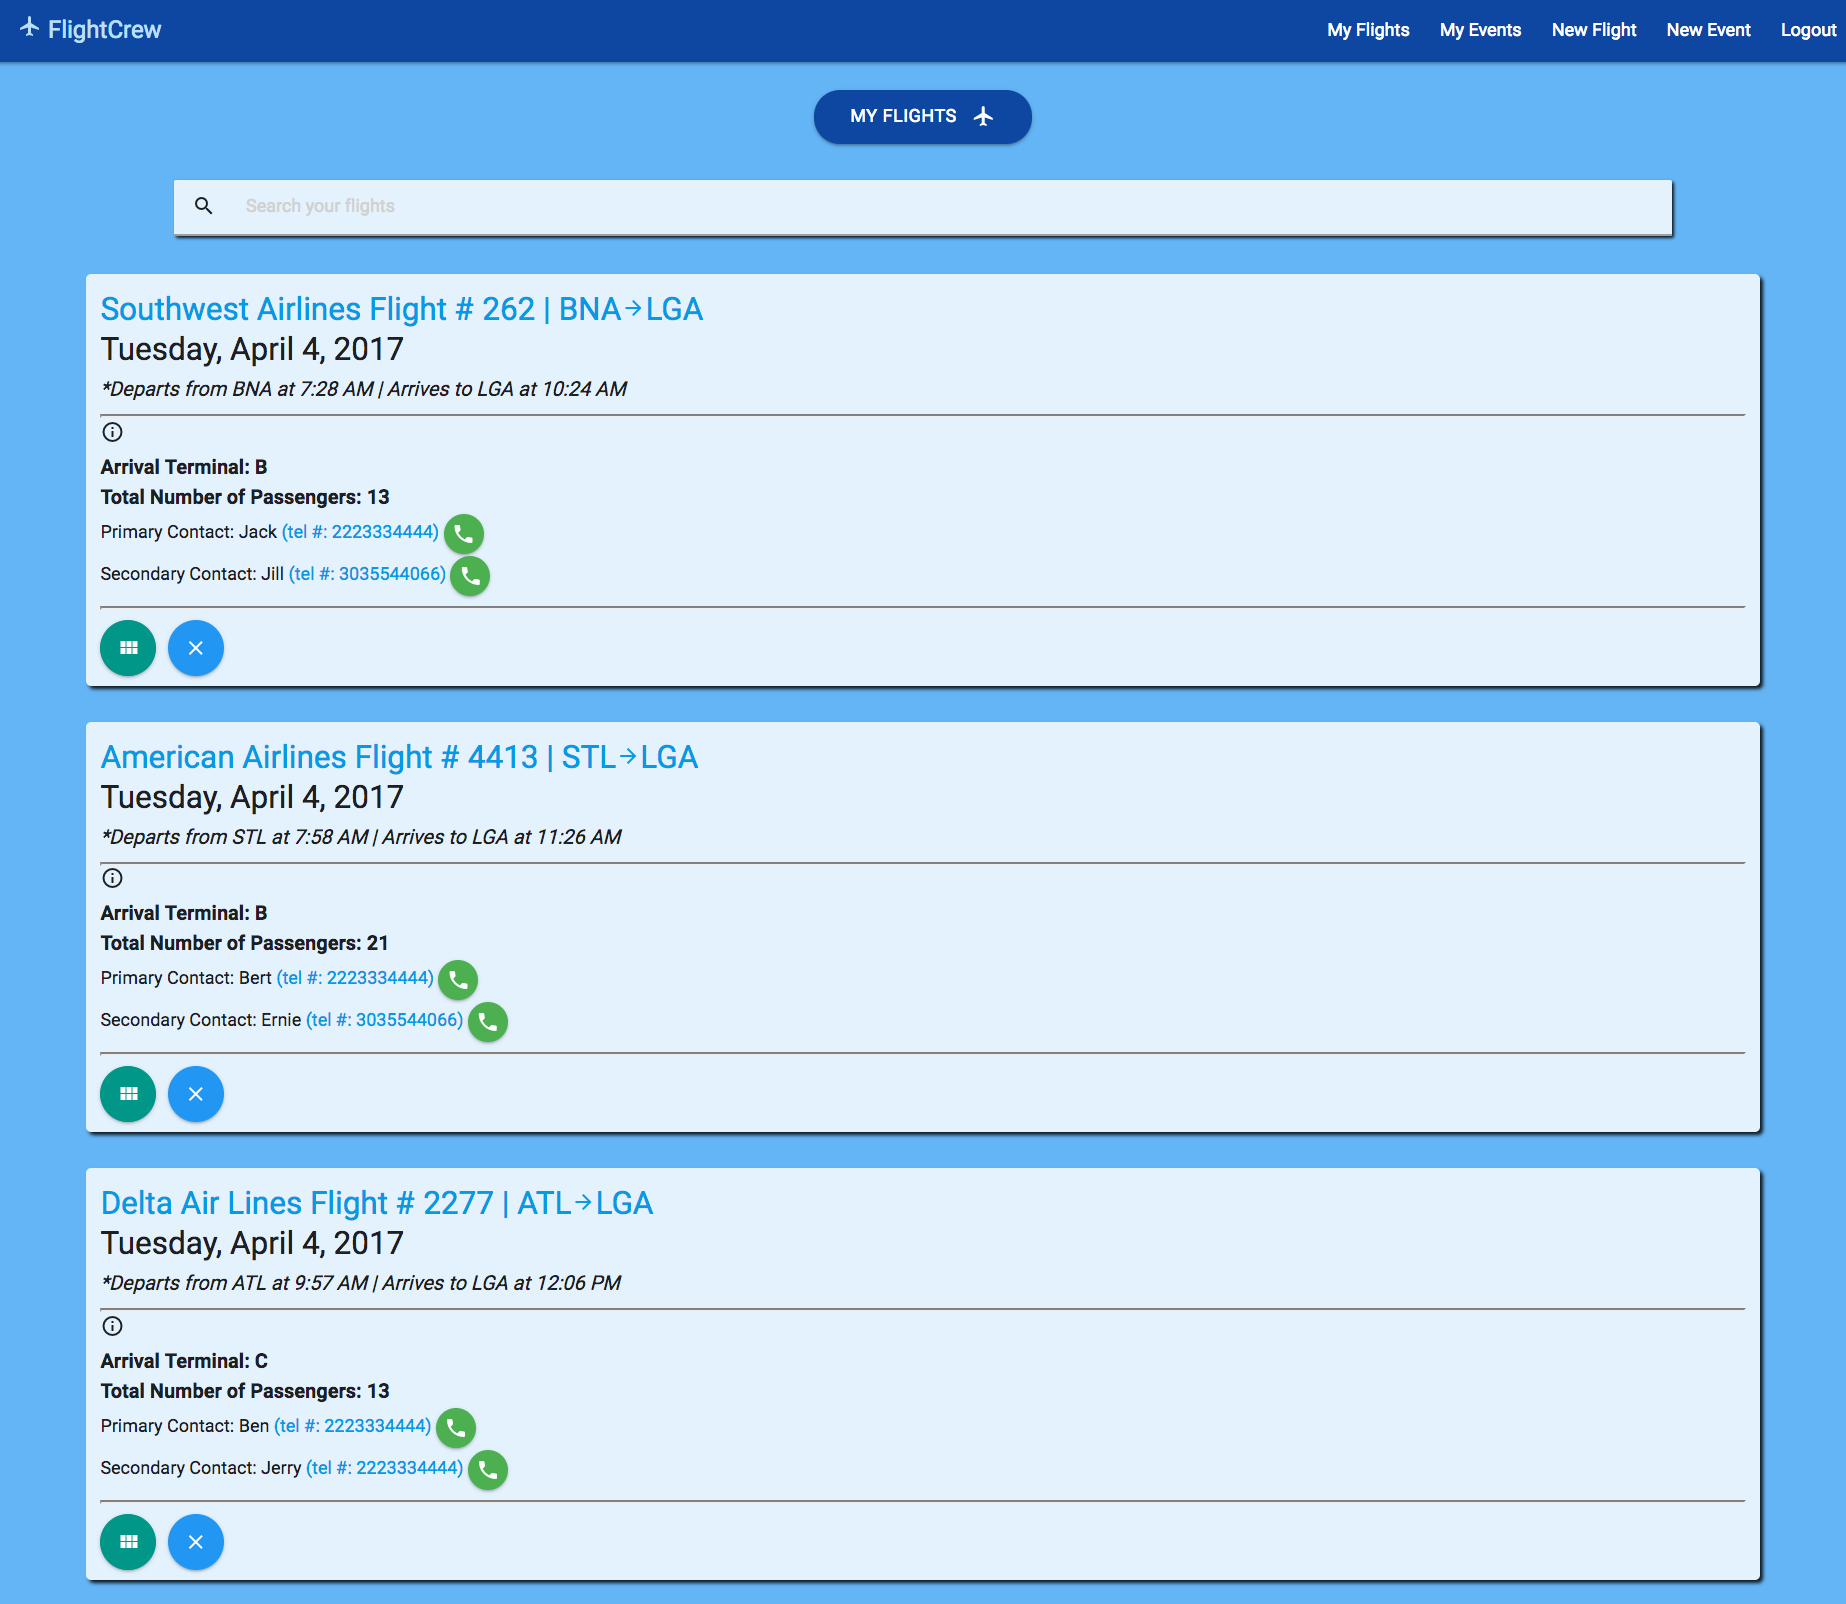 FlightCrew
My Flights My Events New Flight New Event Logout
MY FLIGHTS
Search your flights
Southwest Airlines Flight # 262 | BNA→LGA
Tuesday, April 4, 2017
*Departs from BNA at 7:28 AM | Arrives to LGA at 10:24 AM
Arrival Terminal: B
Total Number of Passengers: 13
Primary Contact: Jack (tel #: 2223334444)
Secondary Contact: Jill (tel #: 3035544066)
American Airlines Flight # 4413 | STL→LGA
Tuesday, April 4, 2017
*Departs from STL at 7:58 AM | Arrives to LGA at 11:26 AM
Arrival Terminal: B
Total Number of Passengers: 21
Primary Contact: Bert (tel #: 2223334444)
Secondary Contact: Ernie (tel #: 3035544066)
Delta Air Lines Flight # 2277 | ATL→LGA
Tuesday, April 4, 2017
*Departs from ATL at 9:57 AM | Arrives to LGA at 12:06 PM
Arrival Terminal: C
Total Number of Passengers: 13
Primary Contact: Ben (tel #: 2223334444)
Secondary Contact: Jerry (tel #: 2223334444)